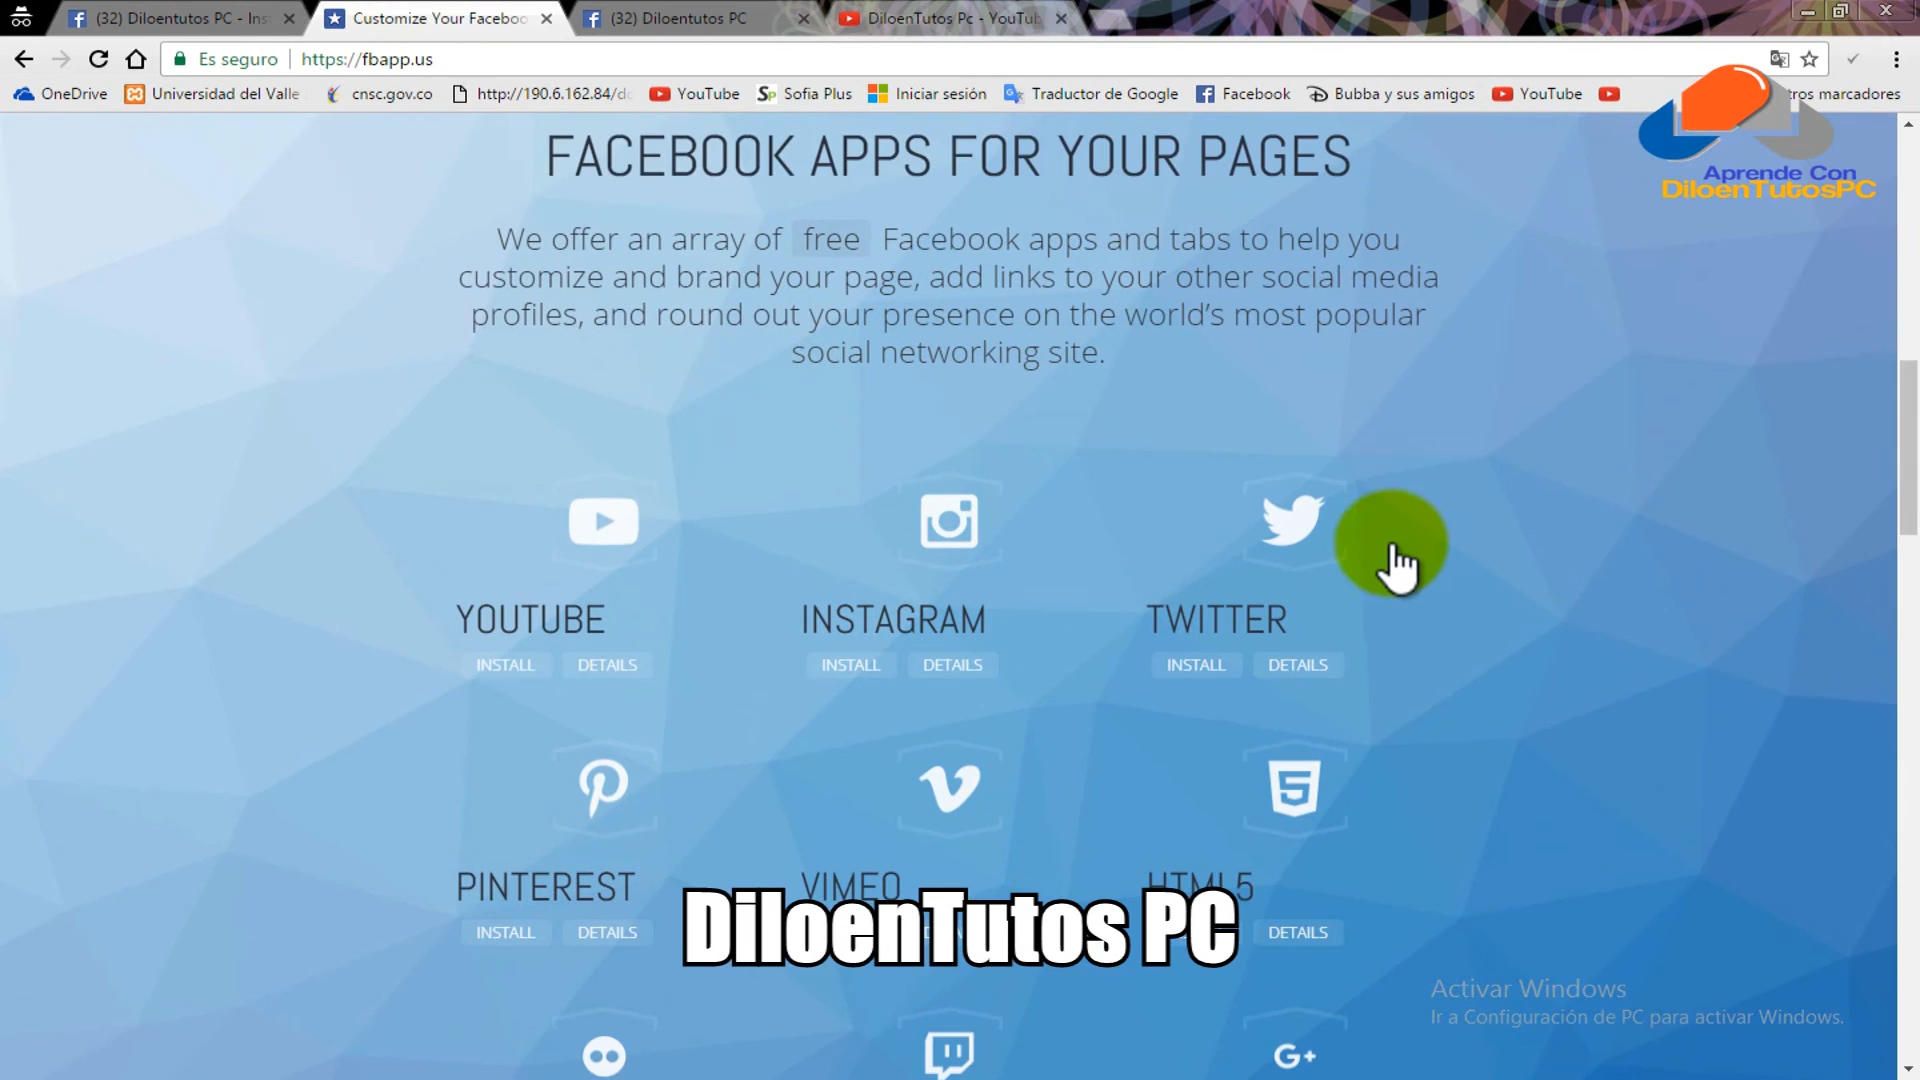 (32) Diloentutos PC - Ins
Customize Your Faceboo
(32) Diloentutos PC
DiloenTutos Pc - YouTub
Es seguro
https://fbapp.us
OneDrive
Universidad del Valle
cnsc.gov.co
http://190.6.162.84/do
YouTube
Sofia Plus
Iniciar sesión
Traductor de Google
Facebook
Bubba y sus amigos
YouTube
tros marcadores
Aprende Con
DiloenTutosPC
FACEBOOK APPS FOR YOUR PAGES
We offer an array of free Facebook apps and tabs to help you
customize and brand your page, add links to your other social media
profiles, and round out your presence on the world's most popular
social networking site.
YOUTUBE
INSTALL DETAILS
INSTAGRAM
INSTALL DETAILS
TWITTER
INSTALL DETAILS
PINTEREST
INSTALL DETAILS
VIMEO
HTML5
DETAILS
DiloenTutos PC
Activar Windows
Ir a Configuración de PC para activar Windows.